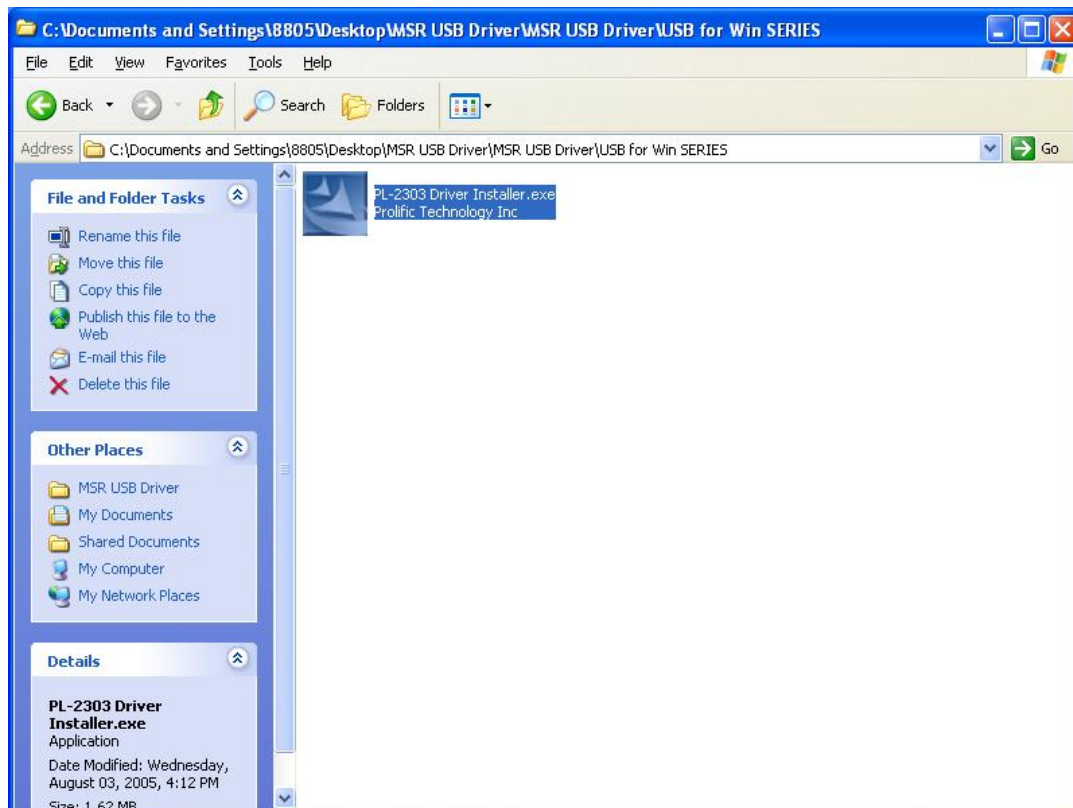 C:\Documents and Settings\8805\Desktop\MSR USB Driver\MSR USB Driver\USB for Win SERIES
File Edit View Favorites Tools Help
Back Search Folders
Address C:\Documents and Settings\8805\Desktop\MSR USB Driver\MSR USB Driver\USB for Win SERIES Go
File and Folder Tasks
Rename this file
Move this file
Copy this file
Publish this file to the
Web
E-mail this file
Delete this file
Other Places
MSR USB Driver
My Documents
Shared Documents
My Computer
My Network Places
Details
PL-2303 Driver
Installer.exe
Application
Date Modified: Wednesday,
August 03, 2005, 4:12 PM
Size: 1.62 MB
PL-2303 Driver Installer.exe
Prolific Technology Inc